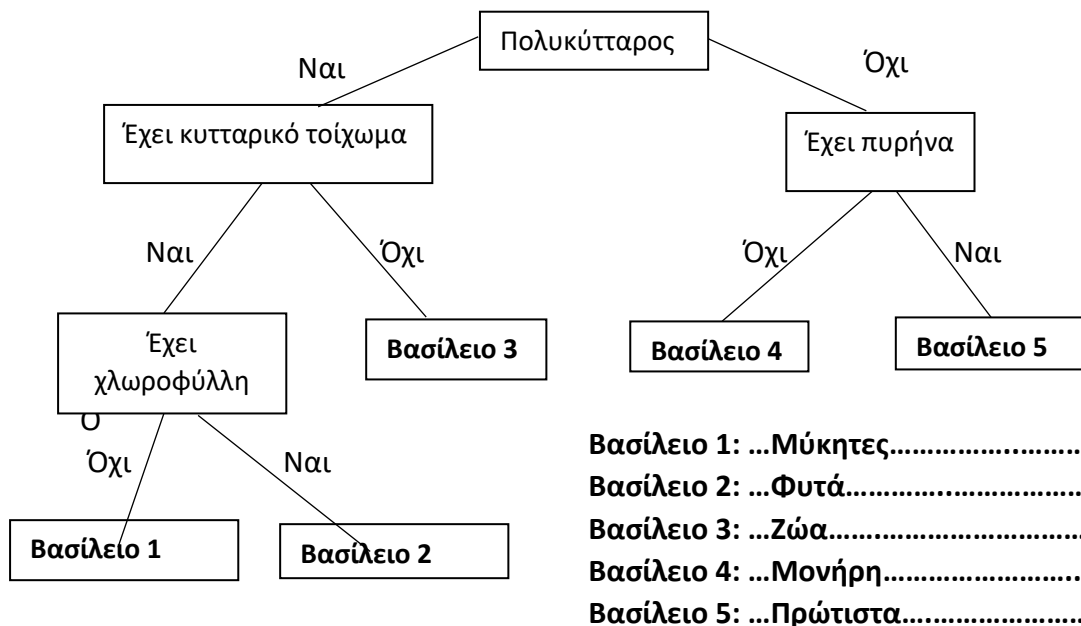 Πολυκύτταρος
Ναι
Όχι
Έχει κυτταρικό τοίχωμα
Έχει πυρήνα
Ναι
Όχι
Όχι
Ναι
Έχει
χλωροφύλλη
Βασίλειο 3
Βασίλειο 4
Βασίλειο 5
Ο
Όχι
Ναι
Βασίλειο 1
Βασίλειο 2
Βασίλειο 1: …Μύκητες……………..………
Βασίλειο 2: …Φυτά…………..……………………
Βασίλειο 3: …Ζώα…….……………………………
Βασίλειο 4: …Μονήρη…………………………..
Βασίλειο 5: …Πρώτιστα…..……………………